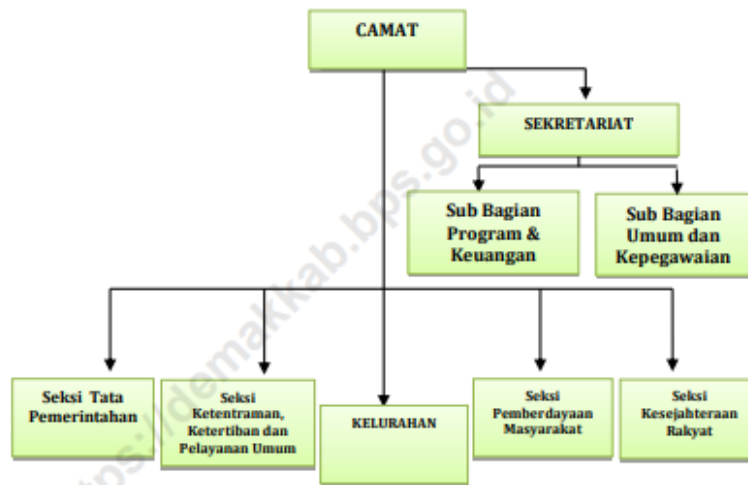 CAMAT
SEKRETARIAT
Sub Bagian
Program &
Keuangan
Sub Bagian
Umum dan
Kepegawaian
Seksi Tata
Pemerintahan
Seksi
Ketentraman,
Ketertiban dan
Pelayanan Umum
KELURAHAN
Seksi
Pemberdayaan
Masyarakat
Seksi
Kesejahteraan
Rakyat
ttps://demakkab.bps.go.id